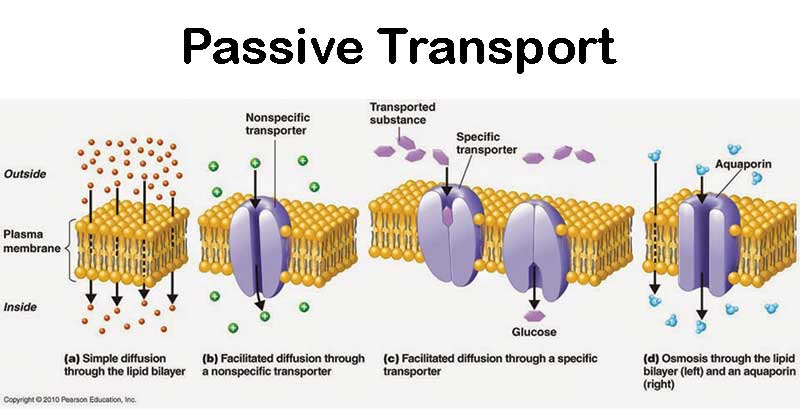 Passive Transport
Nonspecific
transporter
Transported
substance
Specific
transporter
Aquaporin
Outside
Plasma
membrane
Inside
Glucose
(a) Simple diffusion
through the lipid bilayer
(b) Facilitated diffusion through
a nonspecific transporter
(c) Facilitated diffusion through a specific
transporter
(d) Osmosis through the lipid
bilayer (left) and an aquaporin
(right)
Copyright © 2010 Pearson Education, Inc.